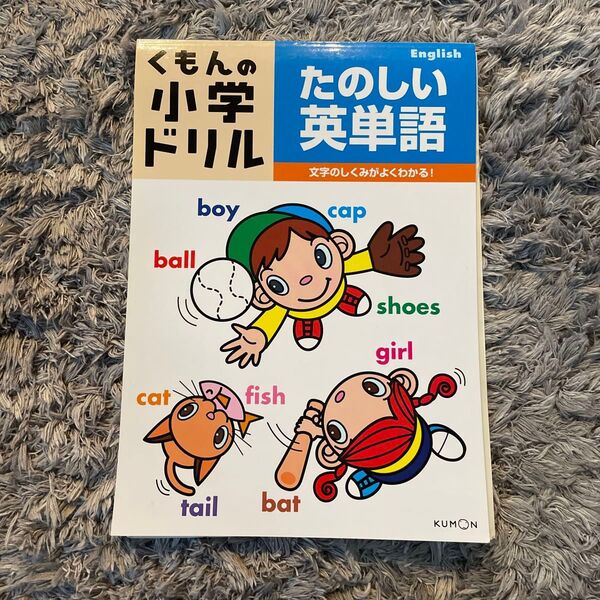 くもんの
小学
ドリル
English
たのしい
英単語
文字のしくみがよくわかる!
boy
cap
ball
shoes
girl
cat
fish
tail
bat
KUMON